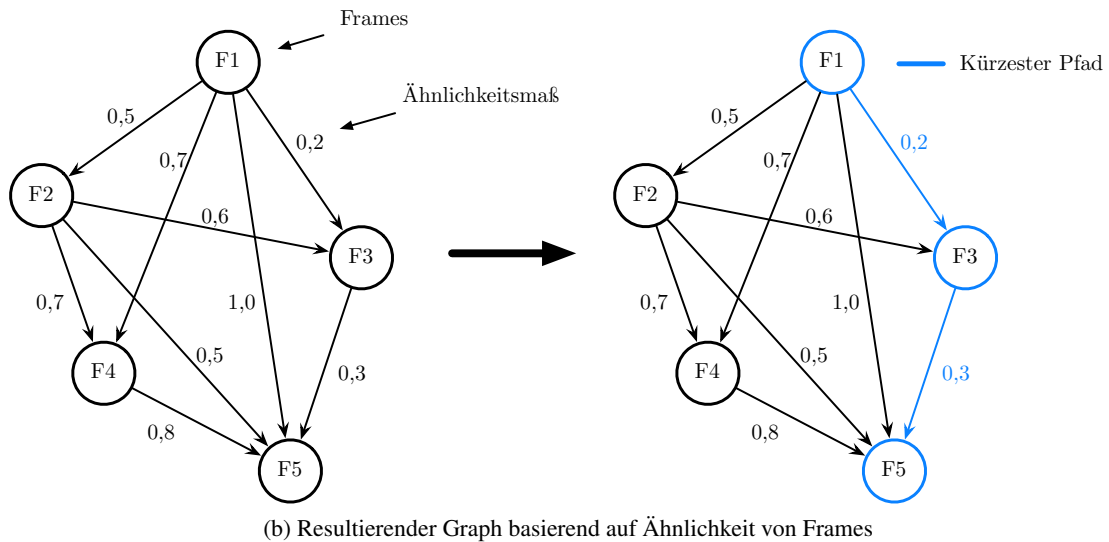 Frames
F1
Ähnlichkeitsmaß
0,5
0,2
0,7
F2
0,6
F3
0,7
1,0
0,5
F4
0,3
0,8
F5
F1
Kürzester Pfad
0,5
0,2
0,7
F2
0,6
F3
0,7
1,0
0,5
F4
0,3
0,8
F5
(b) Resultierender Graph basierend auf Ähnlichkeit von Frames